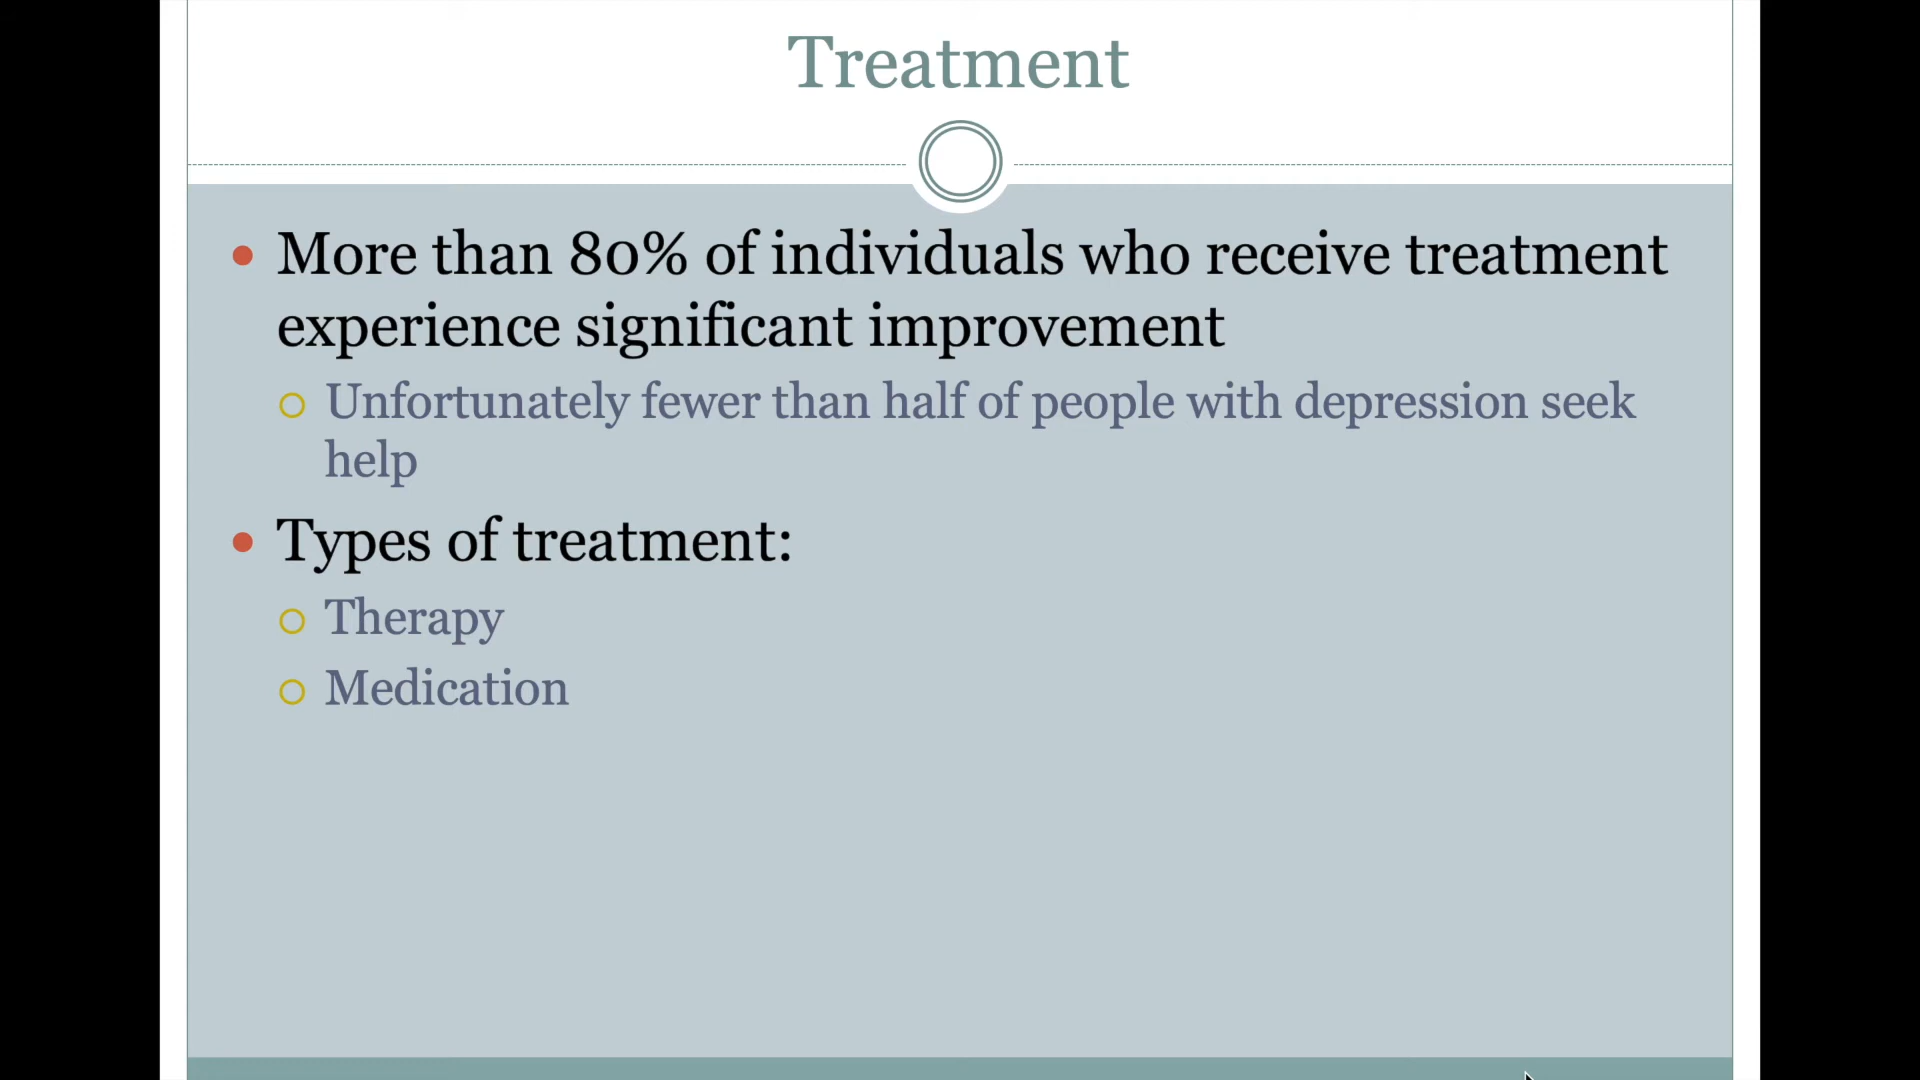 Treatment
More than 80% of individuals who receive treatment
experience significant improvement
Unfortunately fewer than half of people with depression seek
help
Types of treatment:
Therapy
Medication